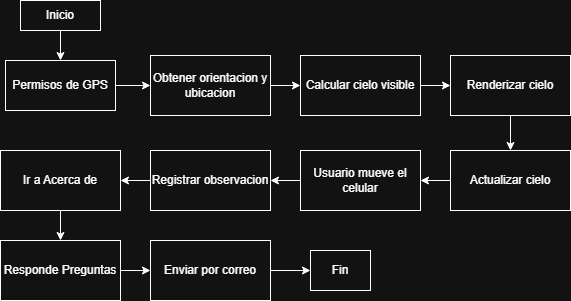 Inicio
Permisos de GPS
Obtener orientacion y
ubicacion
Calcular cielo visible
Renderizar cielo
Actualizar cielo
Usuario mueve el
celular
Registrar observacion
Ir a Acerca de
Responde Preguntas
Enviar por correo
Fin